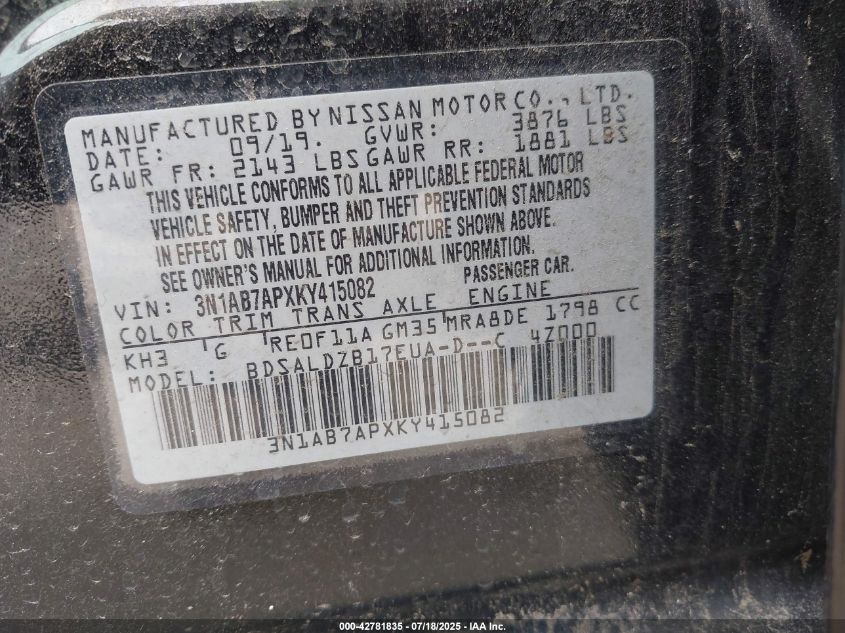 MANUFACTURED BY NISSAN MOTOR CO., LTD.
DATE: 09/19. GVWR: 3876 LBS
GAWR FR: 2143 LBS GAWR RR: 1881 LBS
THIS VEHICLE CONFORMS TO ALL APPLICABLE FEDERAL MOTOR
VEHICLE SAFETY, BUMPER AND THEFT PREVENTION STANDARDS
IN EFFECT ON THE DATE OF MANUFACTURE SHOWN ABOVE.
SEE OWNER'S MANUAL FOR ADDITIONAL INFORMATION.
VIN: 3N1AB7APXKY415082 PASSENGER CAR.
COLOR TRIM TRANS AXLE ENGINE
KH3 G RE0F11A GM35 MRA8DE 1798 CC
MODEL: BDSALDZB17EUA-D--C 4Z000
3N1AB7APXKY415082
000-42781835 - 07/18/2025 - IAA Inc.